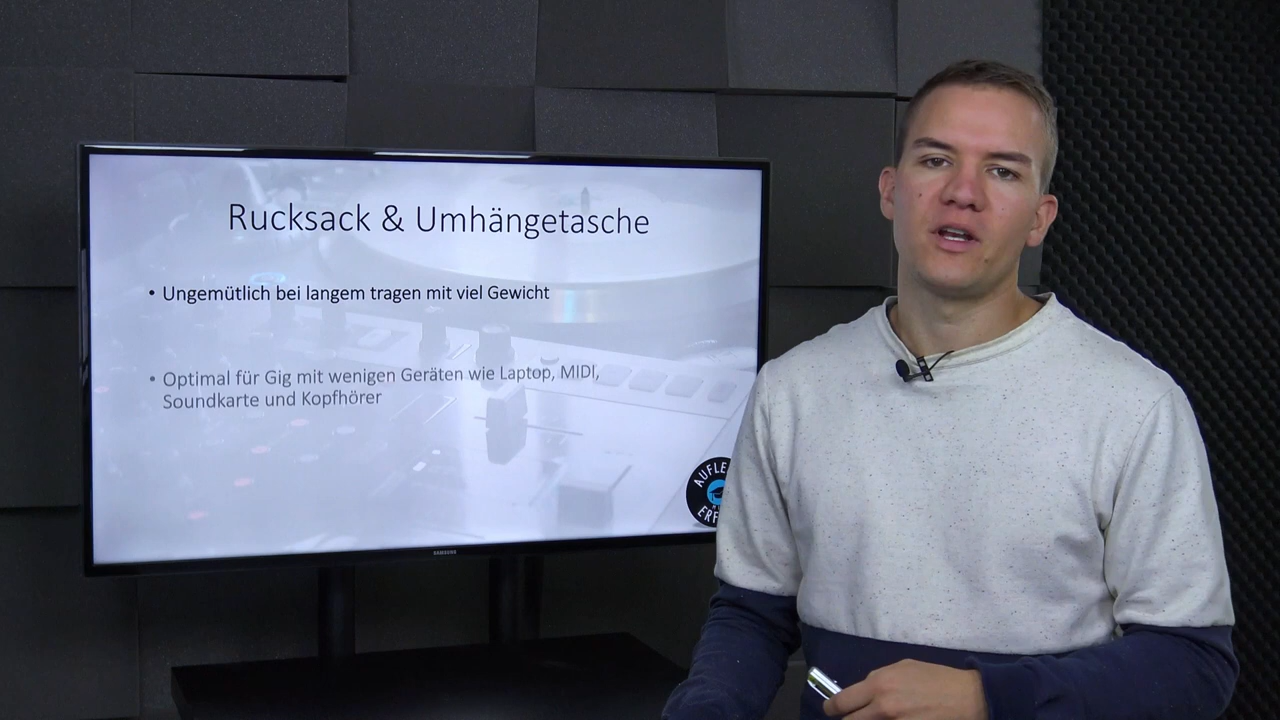 Rucksack & Umhängetasche
• Ungemütlich bei langem tragen mit viel Gewicht
• Optimal für Gig mit wenigen Geräten wie Laptop, MIDI,
Soundkarte und Kopfhörer
SAMSUNG